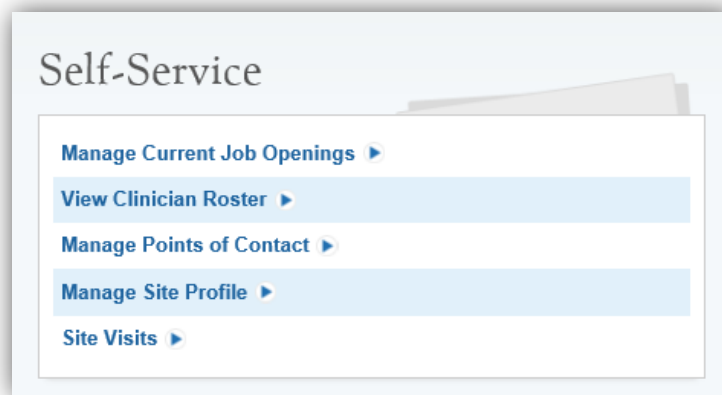 Self-Service
Manage Current Job Openings
View Clinician Roster
Manage Points of Contact
Manage Site Profile
Site Visits